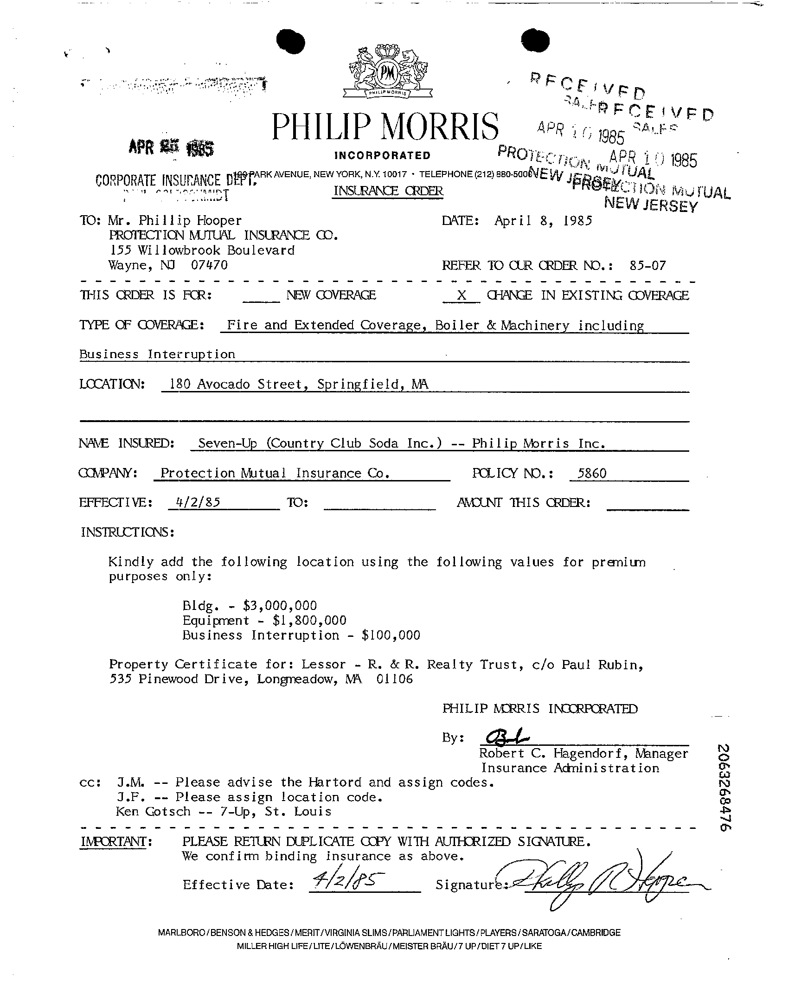 PM
PHILIP MORRIS
RECEIVED
SALES
RECEIVED
SALES
PHILIP MORRIS
APR 10 1985
APR 25 1985
INCORPORATED
PROTECTION MUTUAL
APR 10 1985
CORPORATE INSURANCE DEPT.
PARK AVENUE, NEW YORK, N.Y. 10017 · TELEPHONE (212) 880-5000
NEW JERSEY
PROTECTION MUTUAL
INSURANCE ORDER
NEW JERSEY
TO: Mr. Phillip Hooper
DATE: April 8, 1985
PROTECTION MUTUAL INSURANCE CO.
155 Willowbrook Boulevard
Wayne, NJ 07470
REFER TO OUR ORDER NO.: 85-07
THIS ORDER IS FOR: _____ NEW COVERAGE X CHANGE IN EXISTING COVERAGE
TYPE OF COVERAGE: Fire and Extended Coverage, Boiler & Machinery including
Business Interruption
LOCATION: 180 Avocado Street, Springfield, MA
NAME INSURED: Seven-Up (Country Club Soda Inc.) -- Philip Morris Inc.
COMPANY: Protection Mutual Insurance Co. POLICY NO.: 5860
EFFECTIVE: 4/2/85 TO: AMOUNT THIS ORDER:
INSTRUCTIONS:
Kindly add the following location using the following values for premium
purposes only:
Bldg. - $3,000,000
Equipment - $1,800,000
Business Interruption - $100,000
Property Certificate for: Lessor - R. & R. Realty Trust, c/o Paul Rubin,
535 Pinewood Drive, Longmeadow, MA 01106
PHILIP MORRIS INCORPORATED
By:
Robert C. Hagendorf, Manager
Insurance Administration
cc: J.M. -- Please advise the Hartord and assign codes.
J.F. -- Please assign location code.
Ken Gotsch -- 7-Up, St. Louis
2063268476
IMPORTANT: PLEASE RETURN DUPLICATE COPY WITH AUTHORIZED SIGNATURE.
We confirm binding insurance as above.
Effective Date: 4/2/85 Signature: Phillip R Hooper
MARLBORO/BENSON & HEDGES/MERIT/VIRGINIA SLIMS/PARLIAMENT LIGHTS/PLAYERS/SARATOGA/CAMBRIDGE
MILLER HIGH LIFE/LITE/LÖWENBRÄU/MEISTER BRÄU/7 UP/DIET 7 UP/LIKE